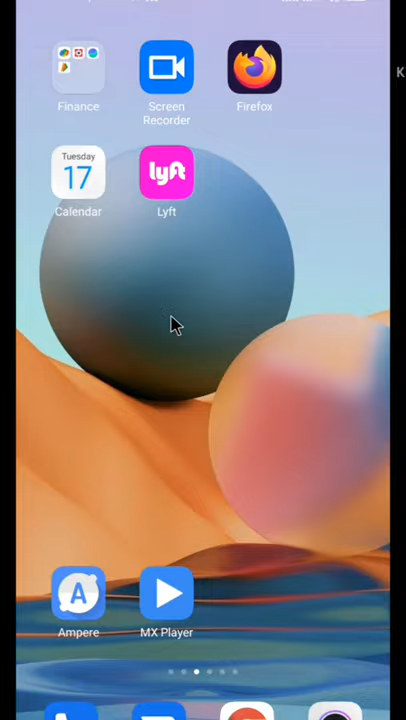 Finance
Screen
Recorder
Firefox
Tuesday
17
Calendar
lyft
Lyft
A
Ampere
MX Player
K